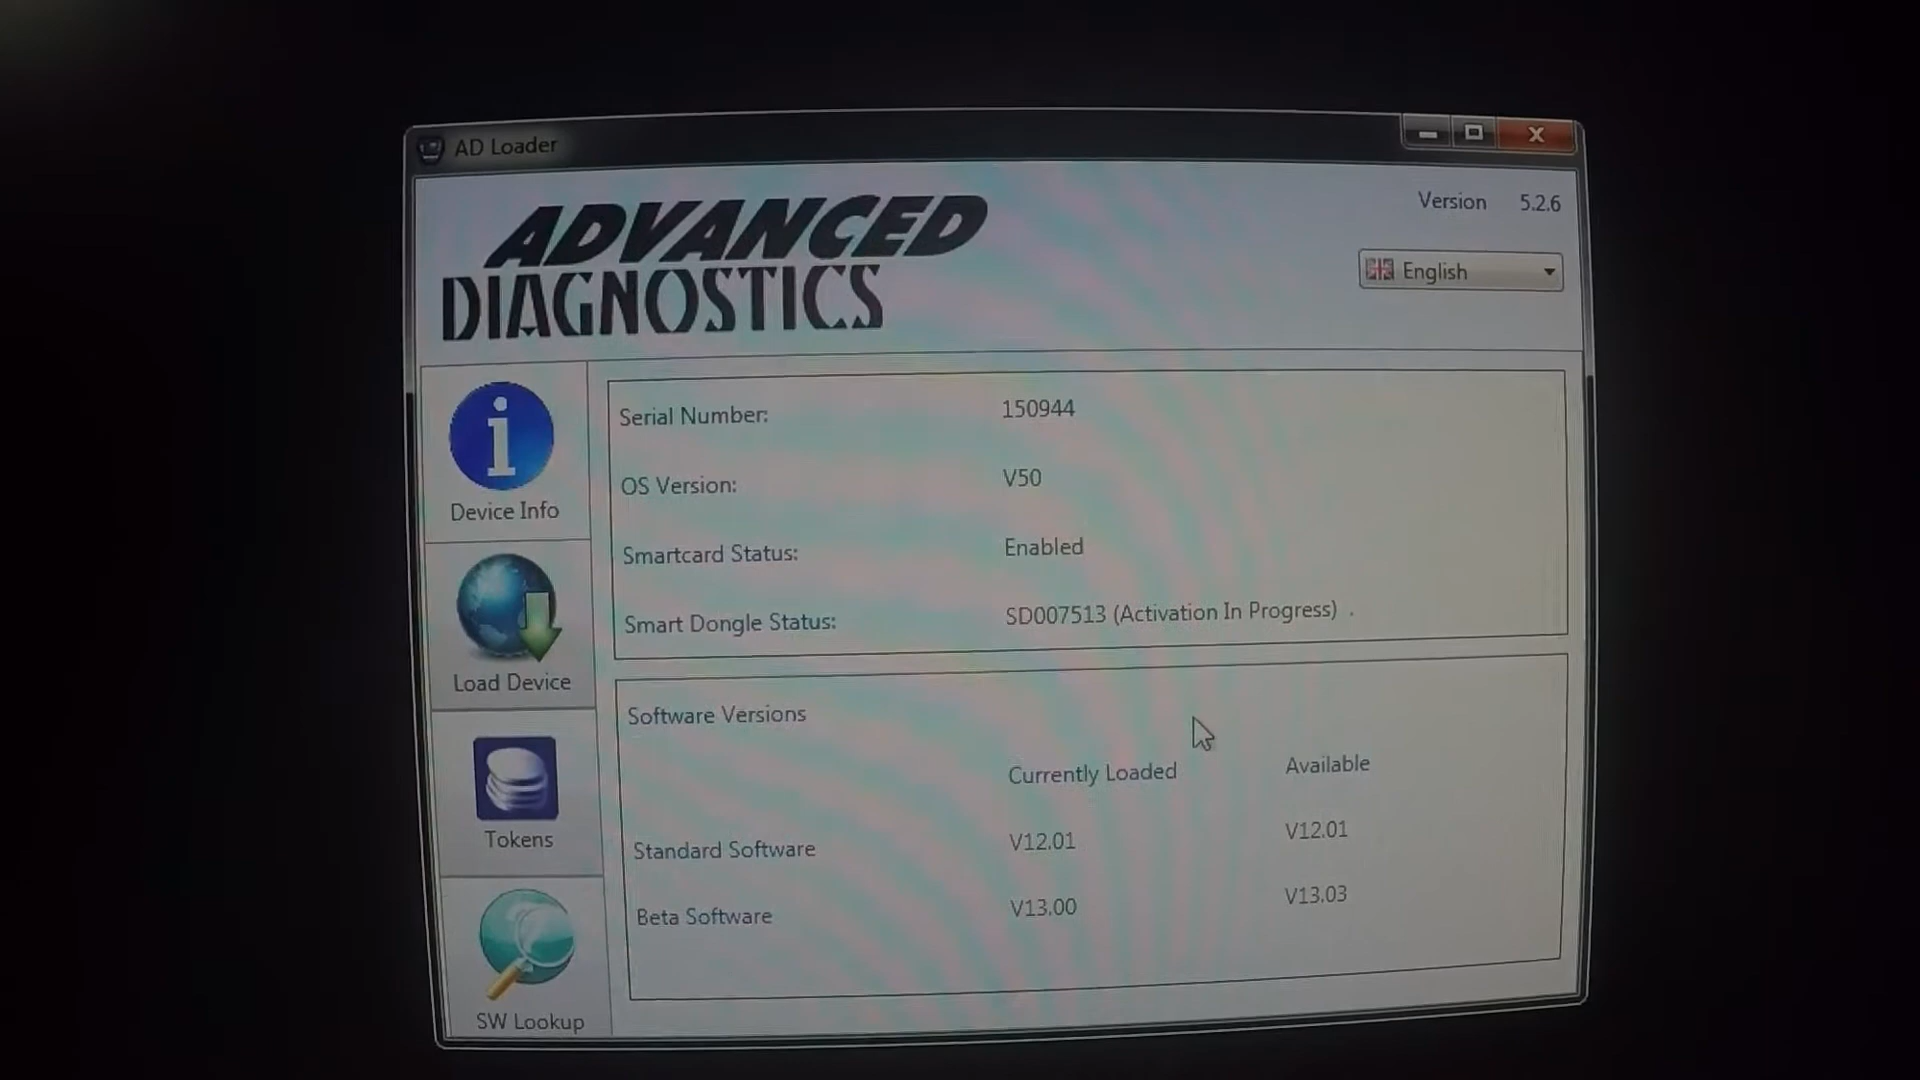 AD Loader
ADVANCED
DIAGNOSTICS
Version 5.2.6
English
Device Info
Load Device
Tokens
SW Lookup
Serial Number: 150944
OS Version: V50
Smartcard Status: Enabled
Smart Dongle Status: SD007513 (Activation In Progress) .
Software Versions
Currently Loaded Available
Standard Software V12.01 V12.01
Beta Software V13.00 V13.03